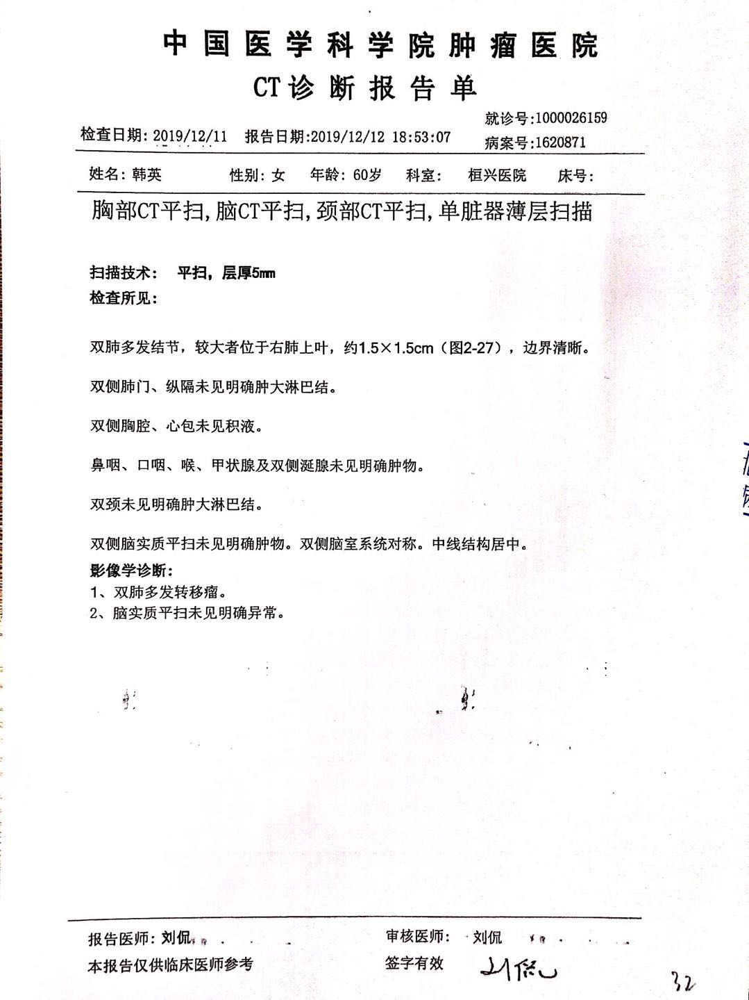 中国医学科学院肿瘤医院
CT诊断报告单
就诊号:1000026159
检查日期: 2019/12/11 报告日期:2019/12/12 18:53:07
病案号:1620871
姓名: 韩英 性别: 女 年龄: 60岁 科室: 桓兴医院 床号:
胸部CT平扫,脑CT平扫,颈部CT平扫,单脏器薄层扫描
扫描技术: 平扫，层厚5mm
检查所见:
双肺多发结节，较大者位于右肺上叶，约1.5×1.5cm（图2-27），边界清晰。
双侧肺门、纵隔未见明确肿大淋巴结。
双侧胸腔、心包未见积液。
鼻咽、口咽、喉、甲状腺及双侧涎腺未见明确肿物。
双颈未见明确肿大淋巴结。
双侧脑实质平扫未见明确肿物。双侧脑室系统对称。中线结构居中。
影像学诊断:
1、双肺多发转移瘤。
2、脑实质平扫未见明确异常。
报告医师: 刘侃 审核医师: 刘侃
本报告仅供临床医师参考 签字有效 刘侃
32